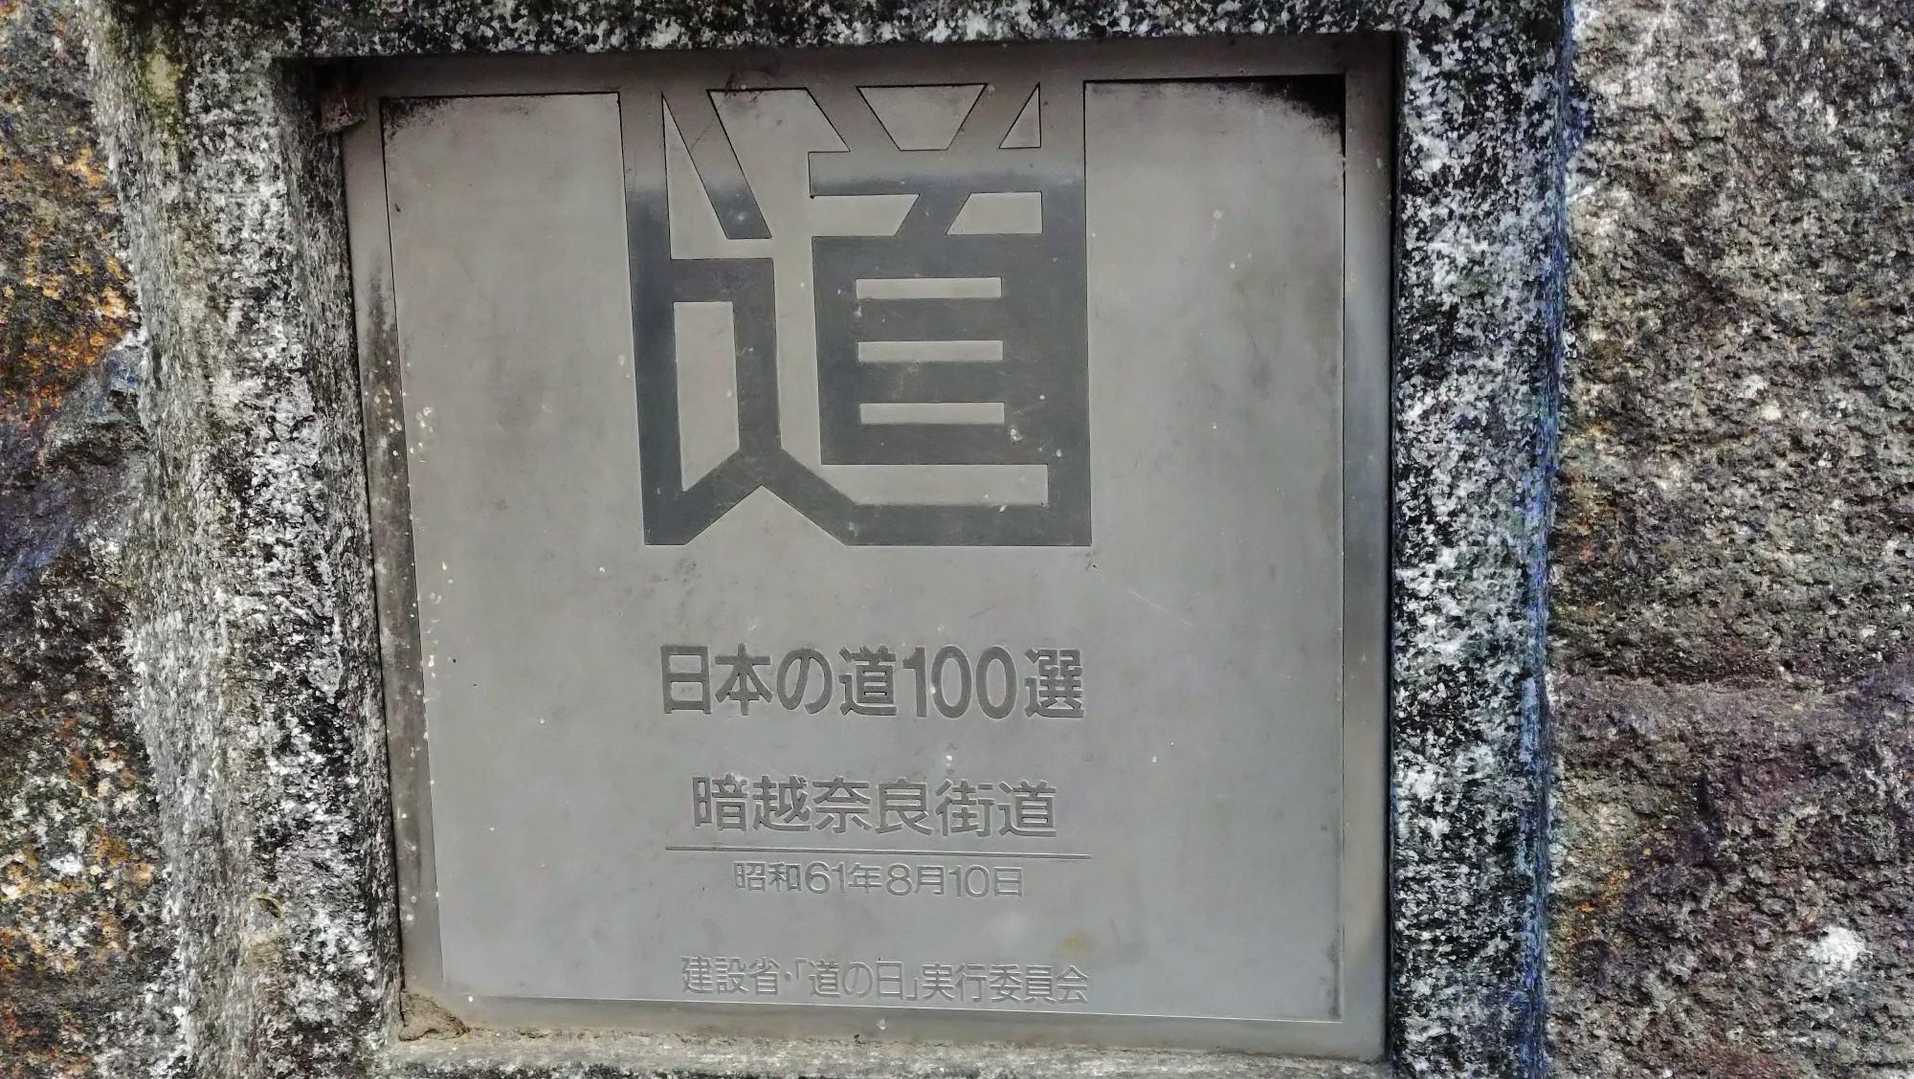 道
日本の道100選
暗越奈良街道
昭和61年8月10日
建設省・「道の日」実行委員会